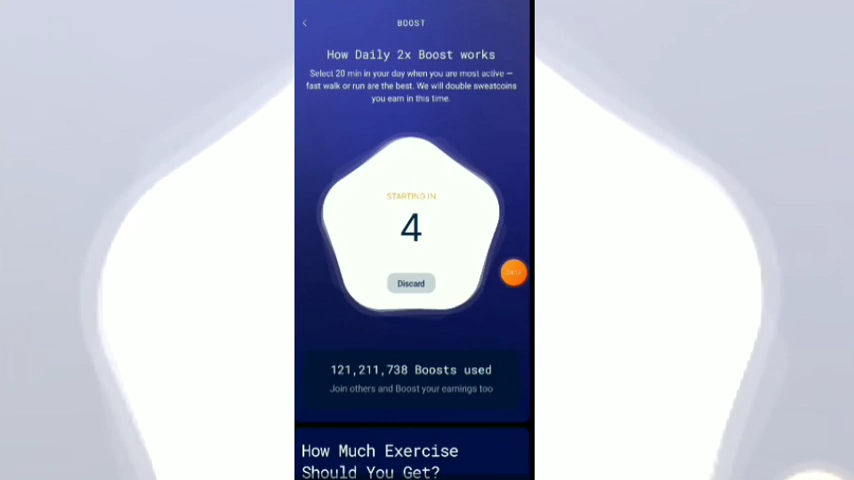 BOOST
How Daily 2x Boost works
Select 20 min in your day when you are most active —
fast walk or run are the best. We will double sweatcoins
you earn in this time.
STARTING IN
4
Discard
121,211,738 Boosts used
Join others and Boost your earnings too
How Much Exercise
Should You Get?